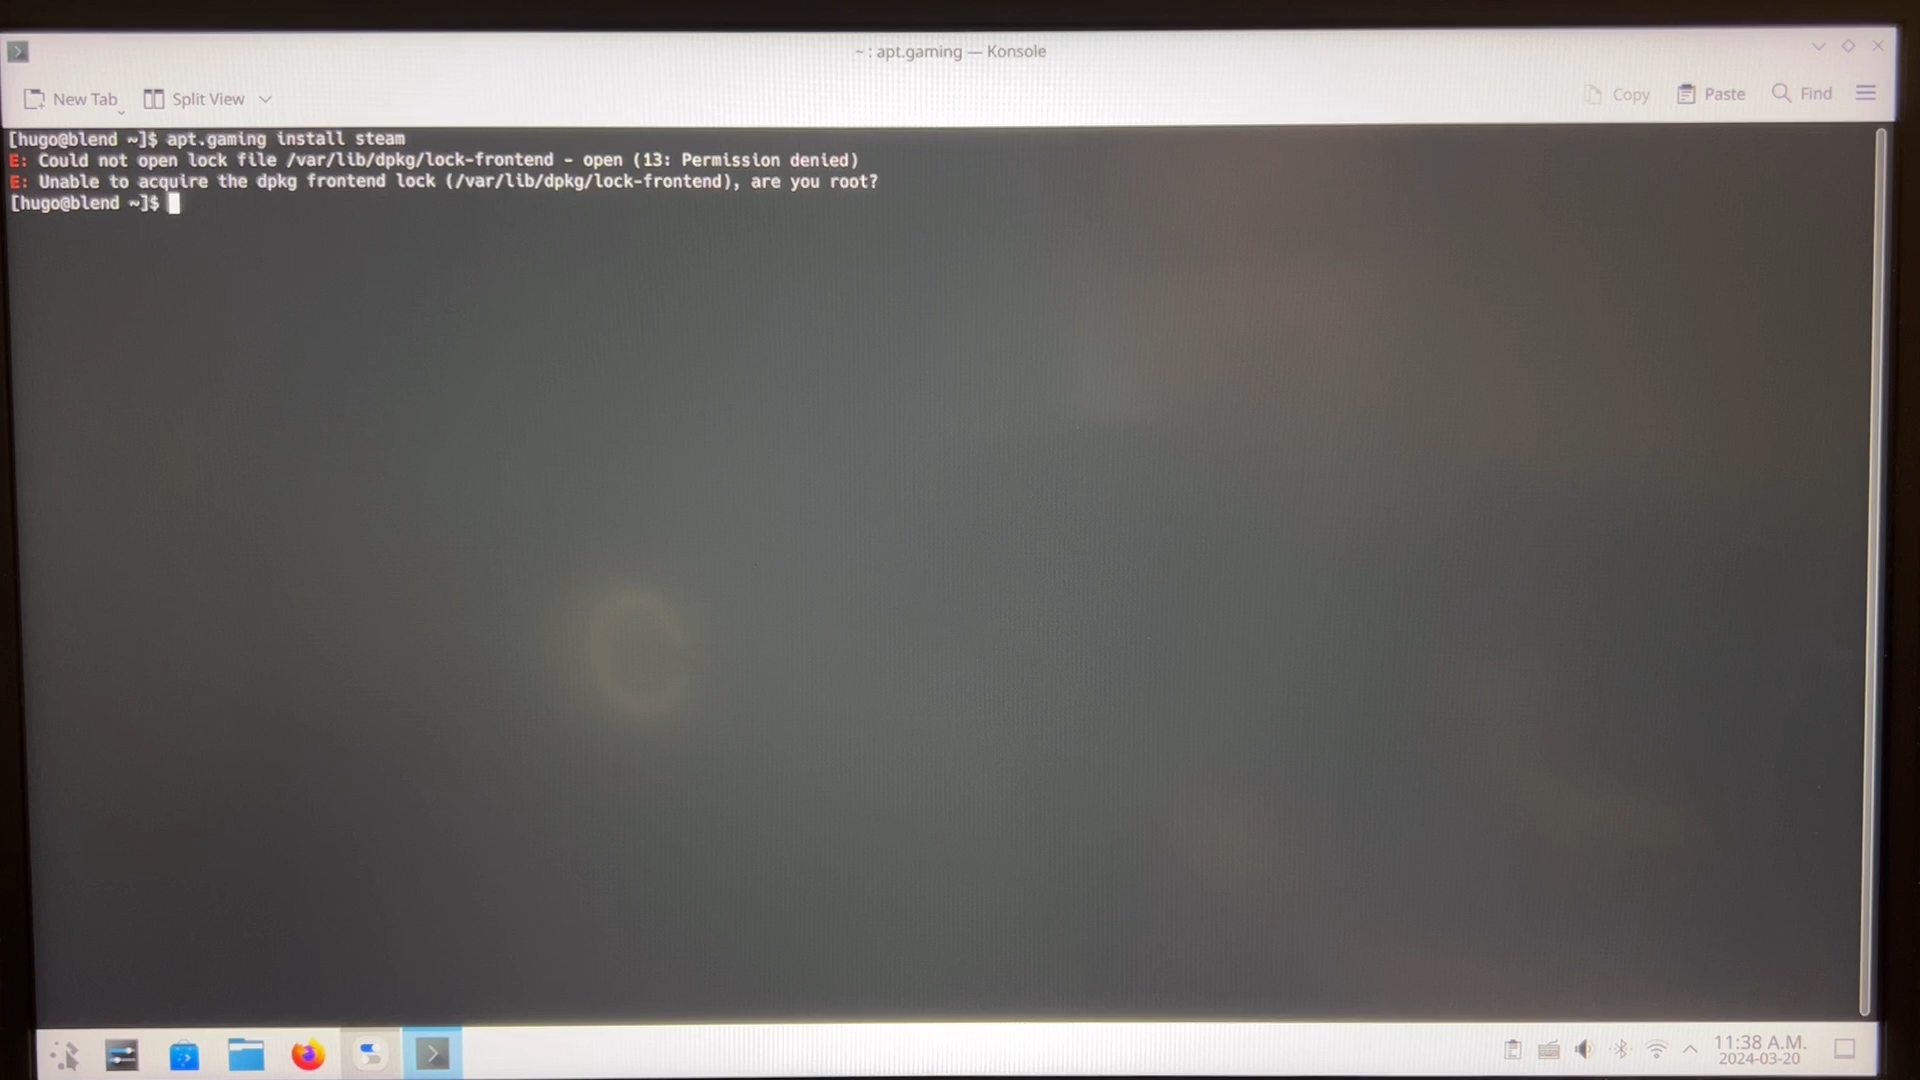 ~ : apt.gaming — Konsole
New Tab
Split View
Copy
Paste
Find
[hugo@blend ~]$ apt.gaming install steam
E: Could not open lock file /var/lib/dpkg/lock-frontend - open (13: Permission denied)
E: Unable to acquire the dpkg frontend lock (/var/lib/dpkg/lock-frontend), are you root?
[hugo@blend ~]$
11:38 A.M.
2024-03-20